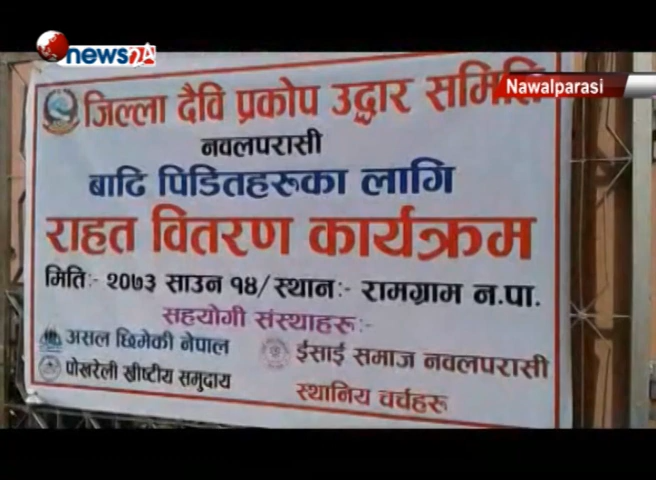 news24
Nawalparasi
जिल्ला दैवि प्रकोप उद्धार समिति
नवलपरासी
बाढि पिडितहरुका लागि
राहत वितरण कार्यक्रम
मिति:- २०७३ साउन १४/स्थान:- रामग्राम न.पा.
सहयोगी संस्थाहरू:-
असल छिमेकी नेपाल
ईसाई समाज नवलपरासी
पोखरेली ख्रीष्टीय समुदाय
स्थानिय चर्चहरू